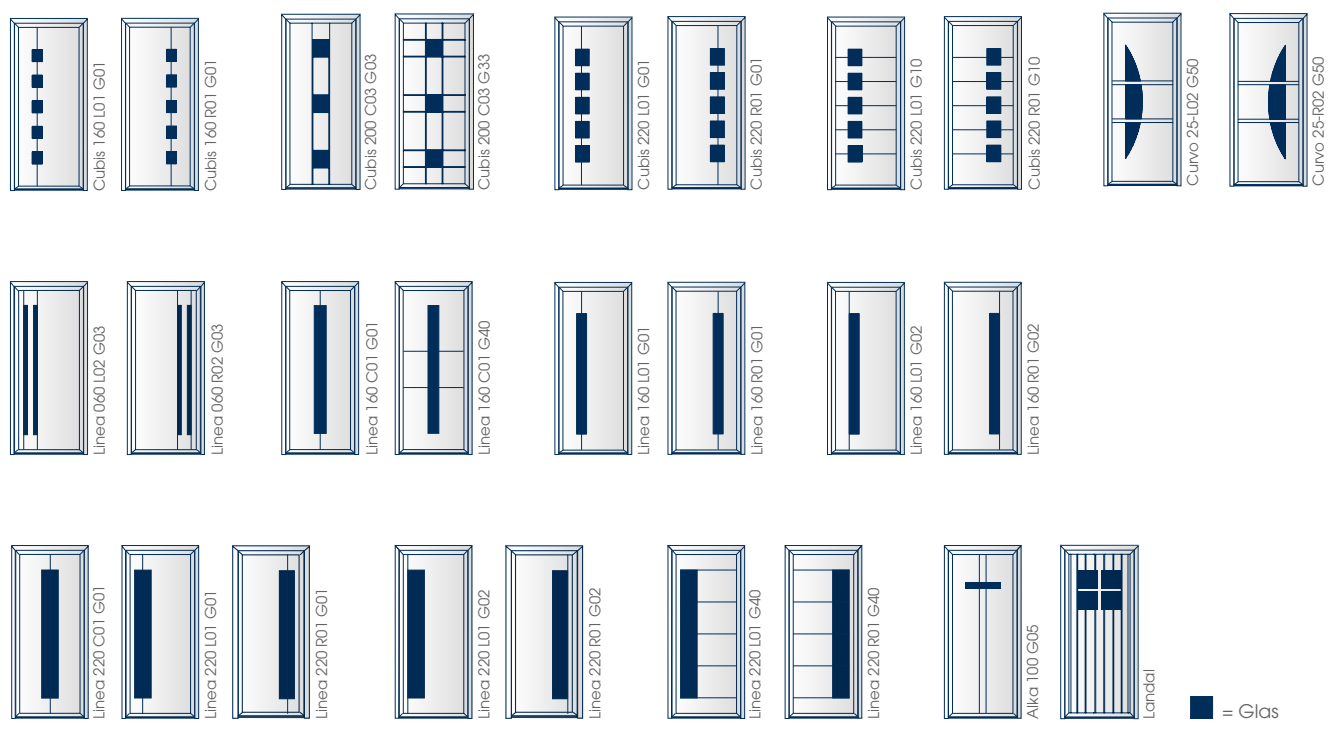 Cubis 160 L01 G01
Cubis 160 R01 G01
Cubis 200 C03 G03
Cubis 200 C03 G33
Cubis 220 L01 G01
Cubis 220 R01 G01
Cubis 220 L01 G10
Cubis 220 R01 G10
Curvo 25-L02 G50
Curvo 25-R02 G50
Linea 060 L02 G03
Linea 060 R02 G03
Linea 160 C01 G01
Linea 160 C01 G40
Linea 160 L01 G01
Linea 160 R01 G01
Linea 160 L01 G02
Linea 160 R01 G02
Linea 220 C01 G01
Linea 220 L01 G01
Linea 220 R01 G01
Linea 220 L01 G02
Linea 220 R01 G02
Linea 220 L01 G40
Linea 220 R01 G40
Alka 100 G05
Landal
= Glas